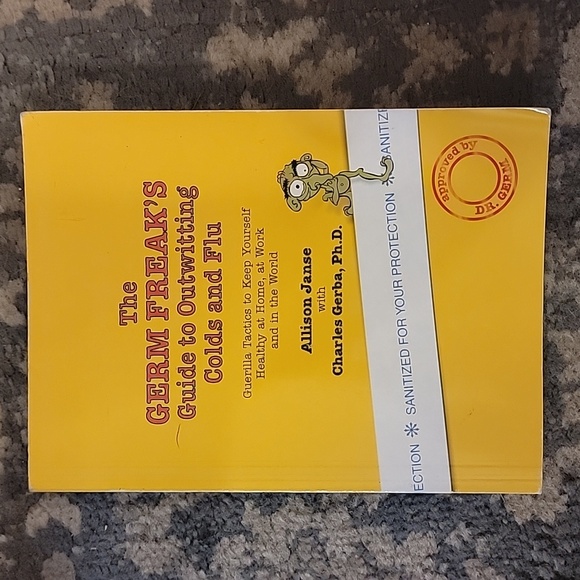 The
GERM FREAK'S
Guide to Outwitting
Colds and Flu
Guerilla Tactics to Keep Yourself
Healthy at Home, at Work
and in the World
Allison Janse
with
Charles Gerba, Ph.D.
ECTION * SANITIZED FOR YOUR PROTECTION * SANITIZE
approved by
DR. GERM